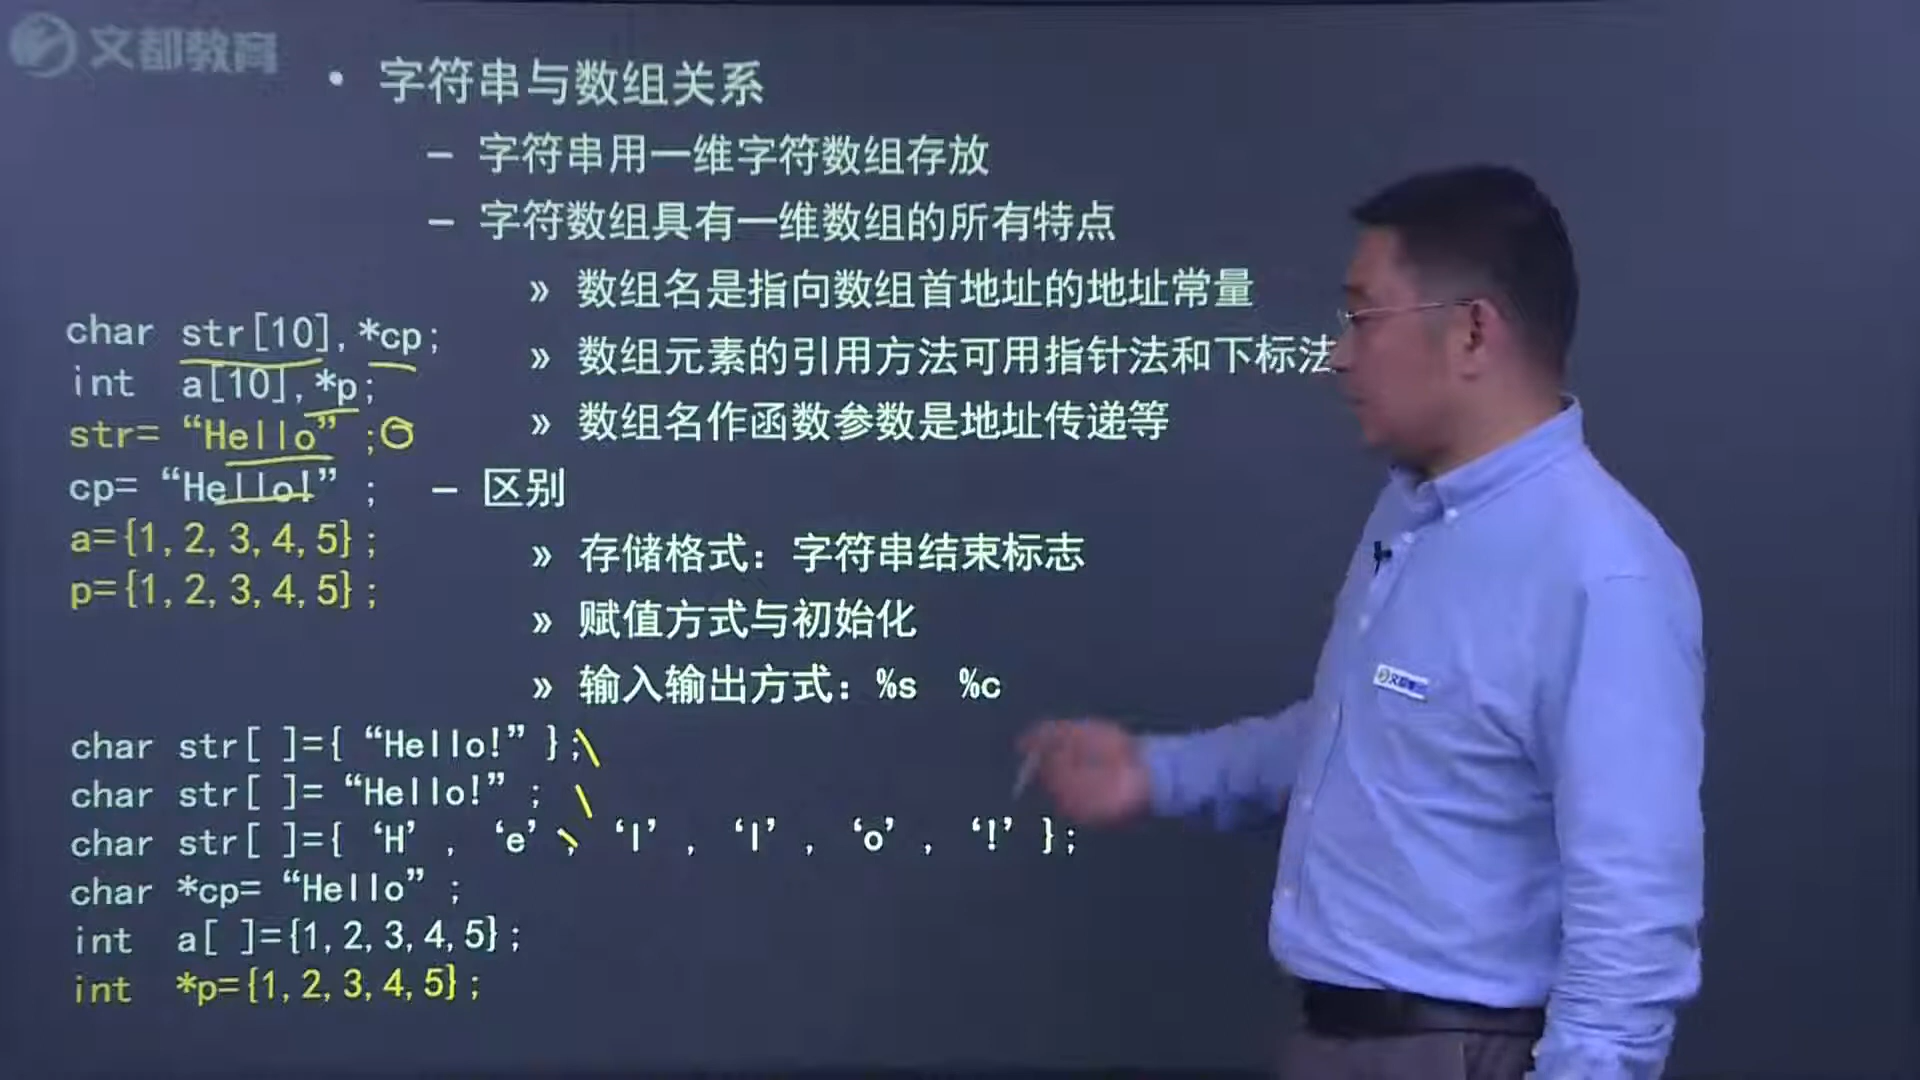 文都教育
• 字符串与数组关系
– 字符串用一维字符数组存放
– 字符数组具有一维数组的所有特点
» 数组名是指向数组首地址的地址常量
» 数组元素的引用方法可用指针法和下标法
» 数组名作函数参数是地址传递等
– 区别
» 存储格式：字符串结束标志
» 赋值方式与初始化
» 输入输出方式：%s %c
char str[10],*cp;
int a[10],*p;
str= “Hello” ;
cp= “Hello!” ;
a={1,2,3,4,5};
p={1,2,3,4,5};
char str[ ]={ “Hello!” };
char str[ ]= “Hello!” ;
char str[ ]={ ‘H’ , ‘e’ , ‘l’ , ‘l’ , ‘o’ , ‘!’ };
char *cp= “Hello” ;
int a[ ]={1,2,3,4,5};
int *p={1,2,3,4,5};